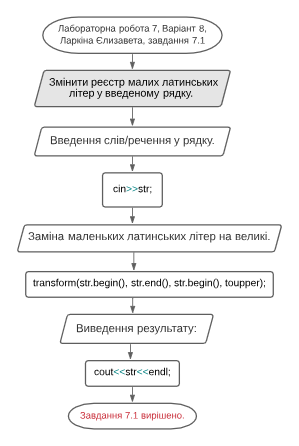 Лабораторна робота 7, Варіант 8,
Ларкіна Єлизавета, завдання 7.1
Змінити реєстр малих латинських
літер у введеному рядку.
Введення слів/речення у рядку.
cin>>str;
Заміна маленьких латинських літер на великі.
transform(str.begin(), str.end(), str.begin(), toupper);
Виведення результату:
cout<<str<<endl;
Завдання 7.1 вирішено.